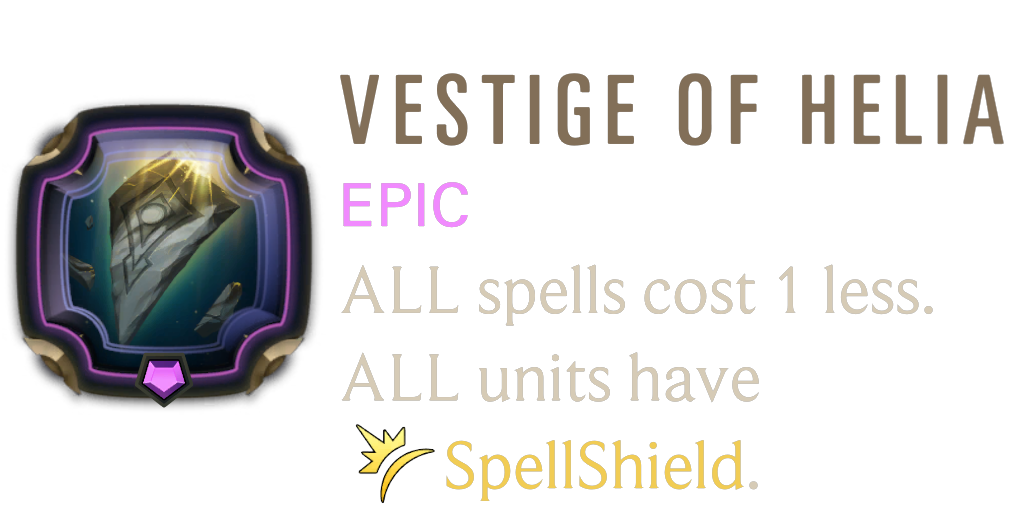 VESTIGE OF HELIA
EPIC
ALL spells cost 1 less.
ALL units have
SpellShield.